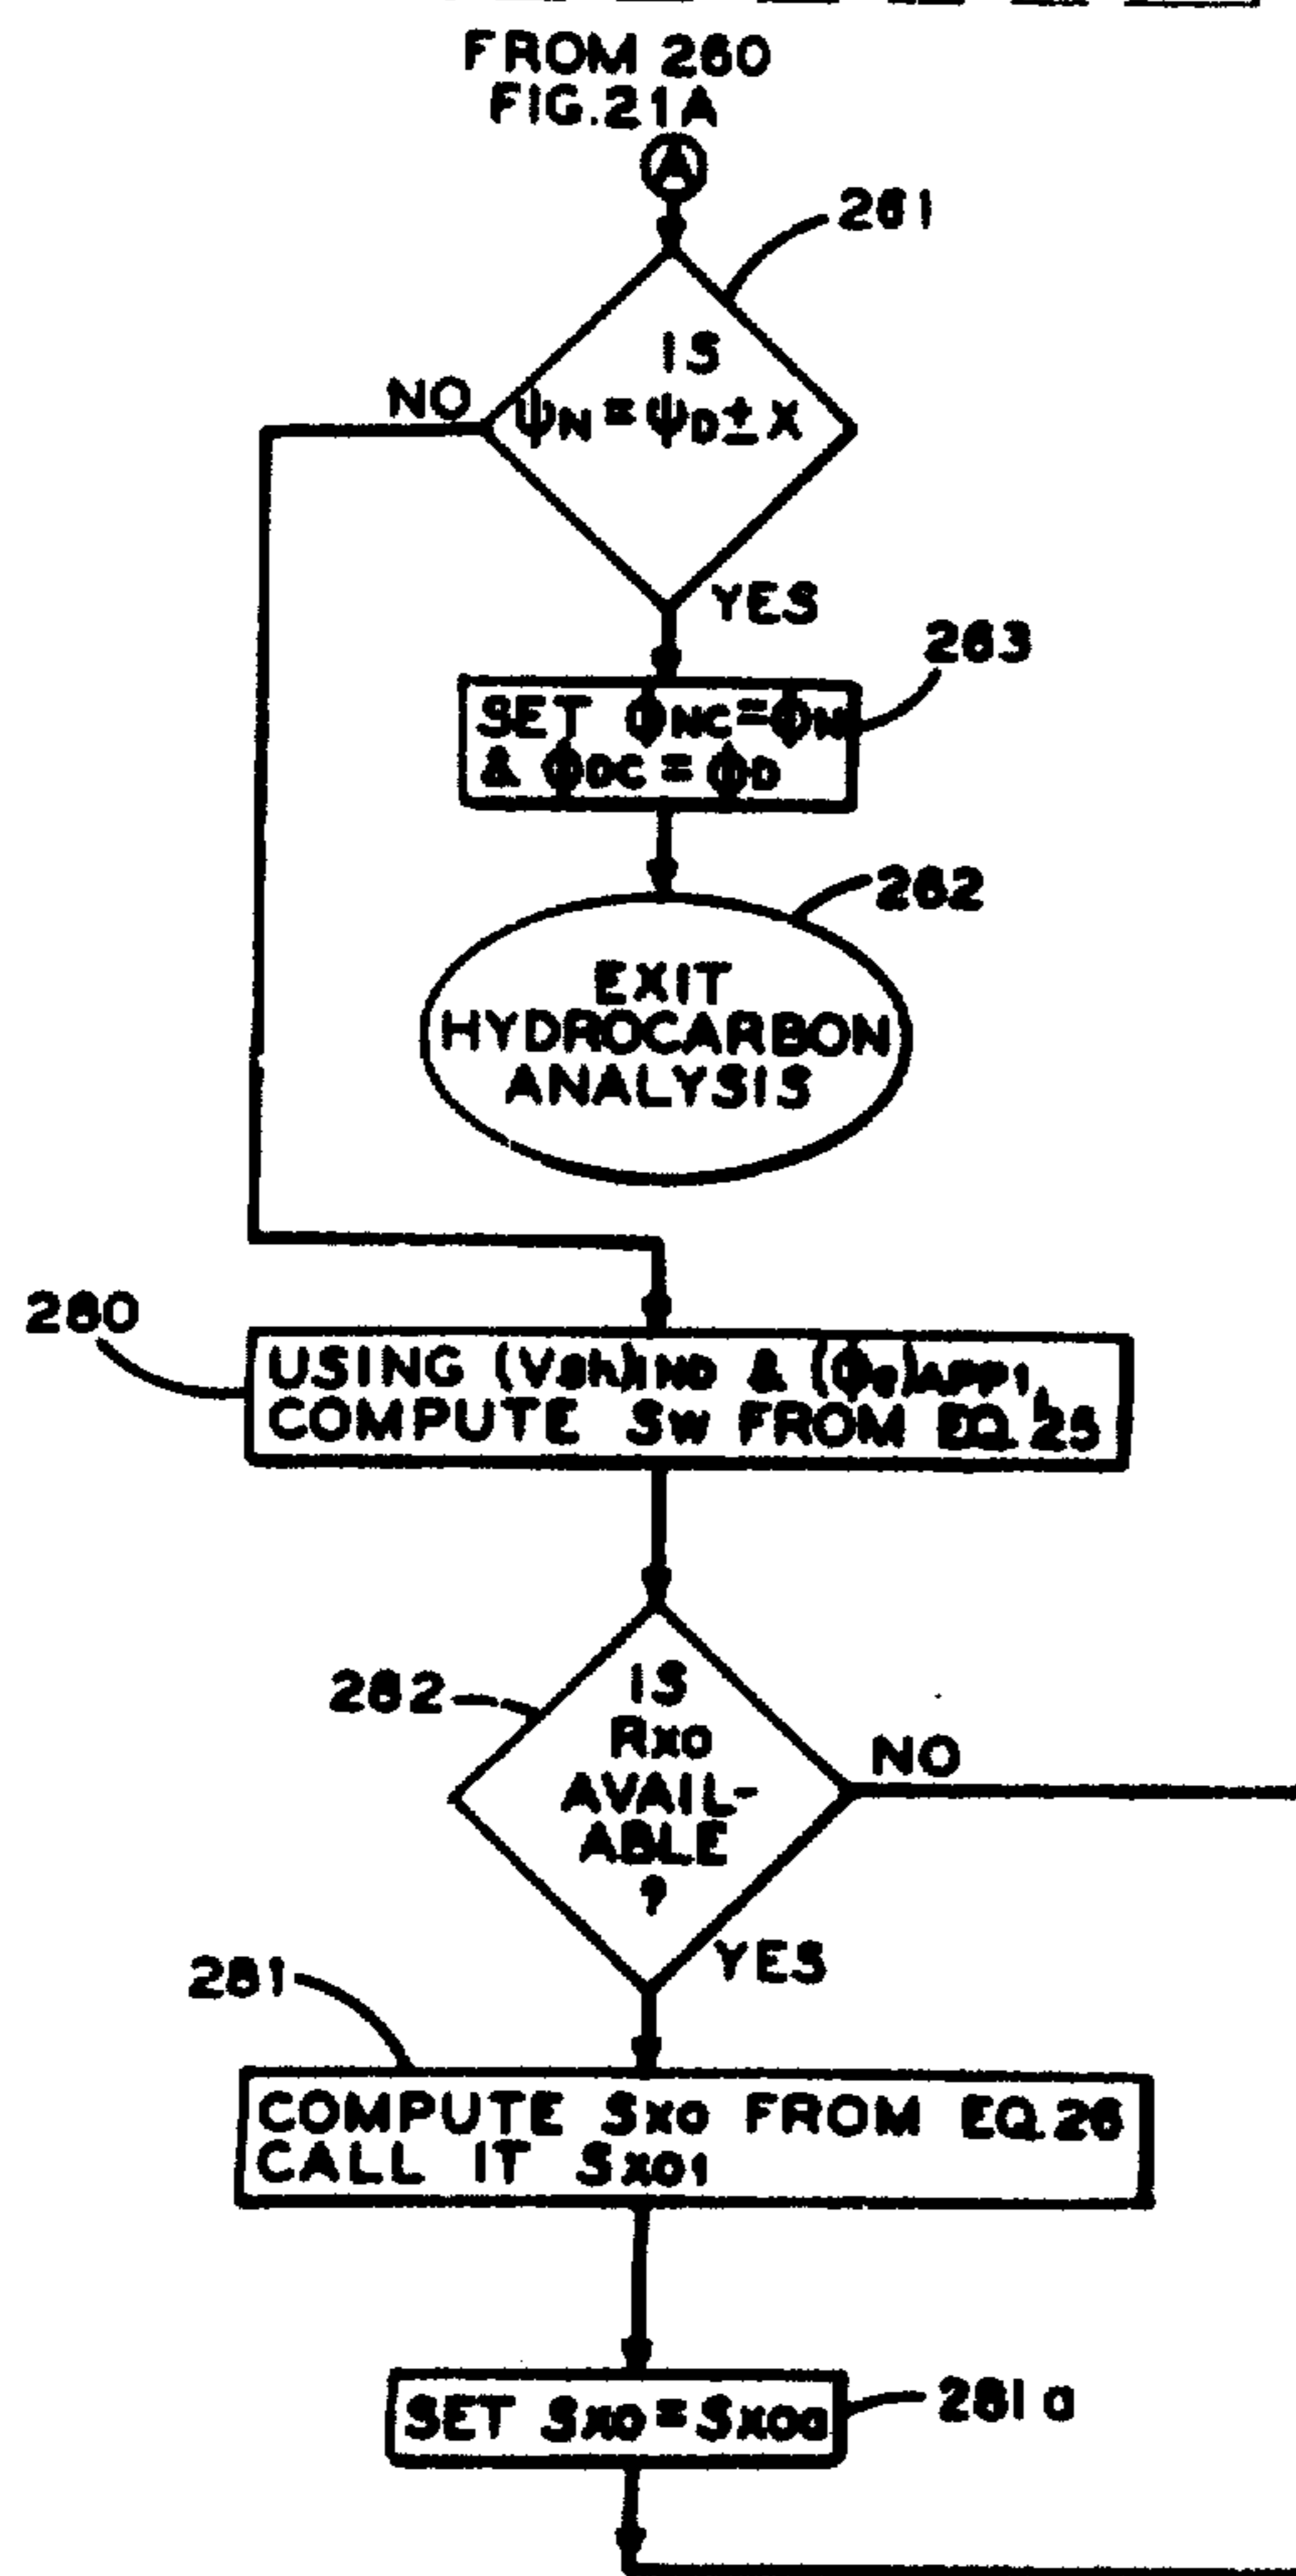 FROM 260
FIG.21A
A
261
IS
ψN = ψD ± X
NO
YES
263
SET ϕNC = ϕN
& ϕDC = ϕD
262
EXIT
HYDROCARBON
ANALYSIS
280
USING (Vsh)IND & (ϕe)APP1,
COMPUTE Sw FROM EQ. 25
282
IS
Rxo
AVAIL-
ABLE
?
NO
YES
281
COMPUTE Sxo FROM EQ. 26
CALL IT Sxo1
SET Sxo = Sxoa
281a